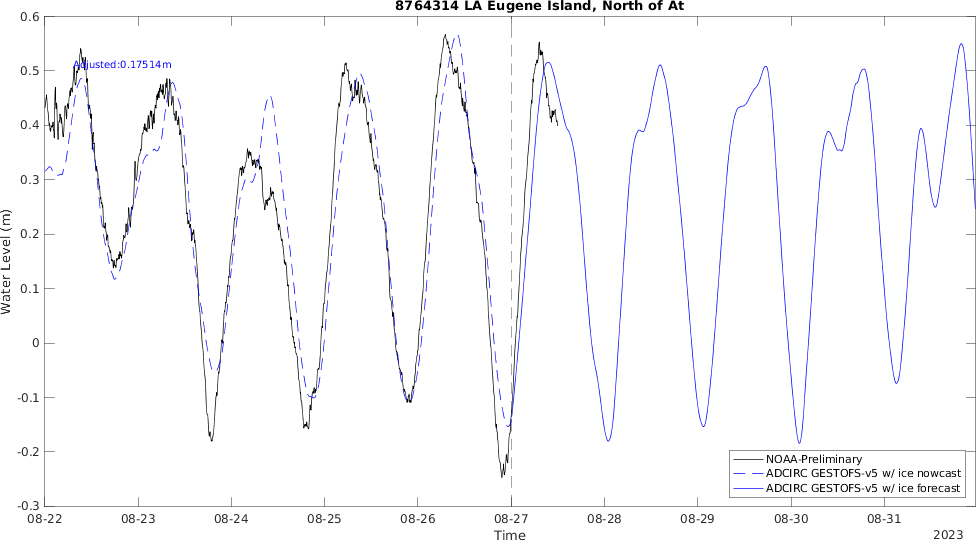 8764314 LA Eugene Island, North of At
0.6
0.5
0.4
0.3
0.2
0.1
0
-0.1
-0.2
-0.3
Water Level (m)
Adjusted:0.17514m
NOAA-Preliminary
ADCIRC GESTOFS-v5 w/ ice nowcast
ADCIRC GESTOFS-v5 w/ ice forecast
08-22 08-23 08-24 08-25 08-26 08-27 08-28 08-29 08-30 08-31
Time
2023